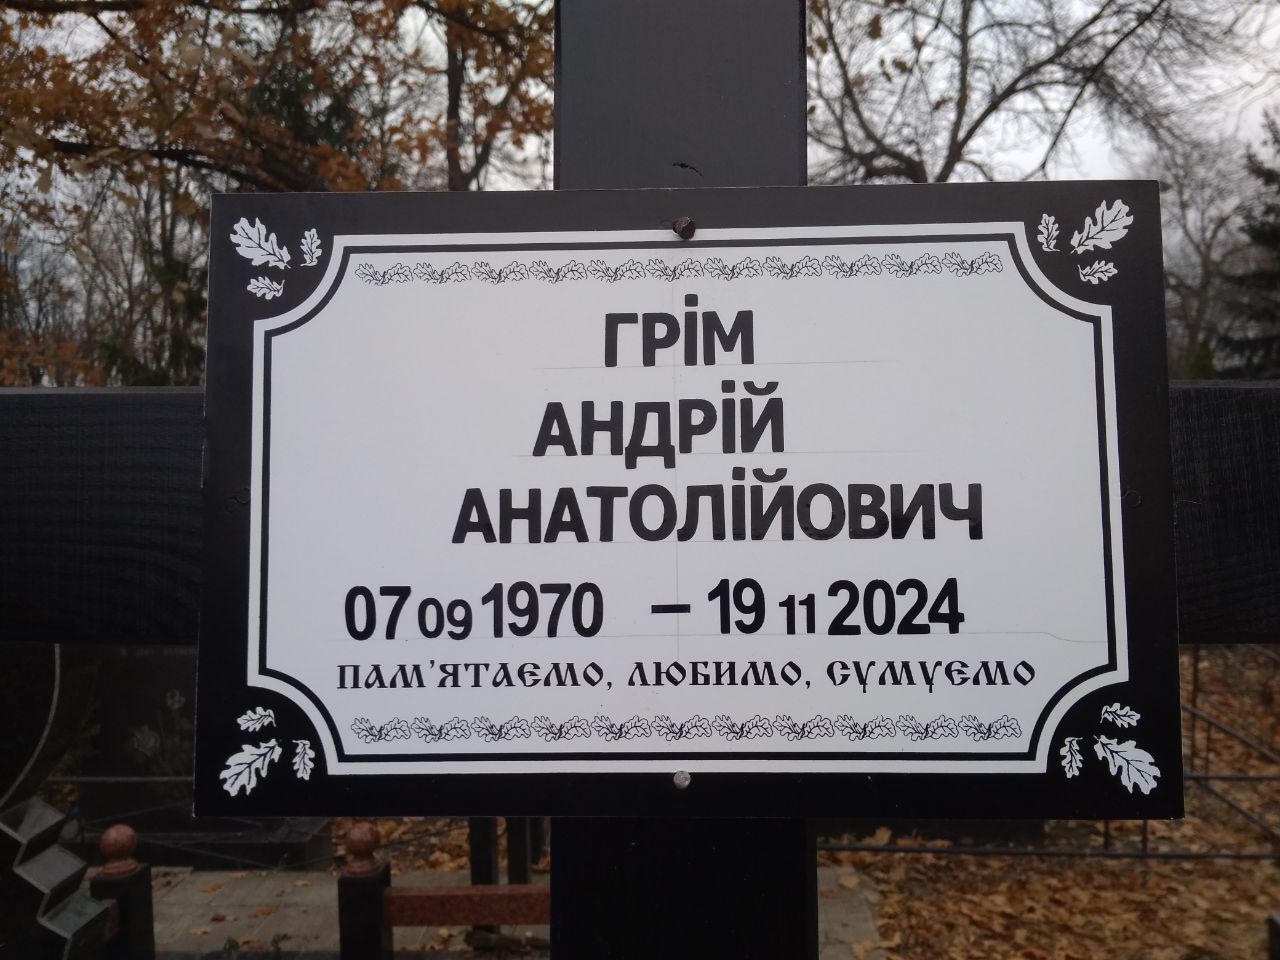 ГРІМ
АНДРІЙ
АНАТОЛІЙОВИЧ
07 09 1970 – 19 11 2024
ПАМ'ЯТАЄМО, ЛЮБИМО, СУМУЄМО